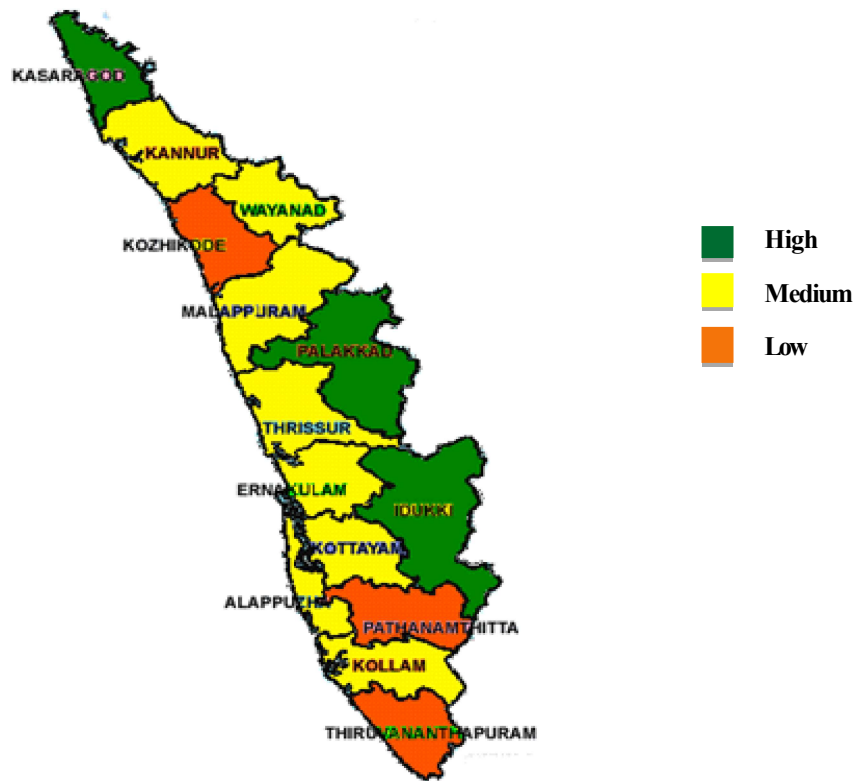 KASARAGOD
KANNUR
WAYANAD
KOZHIKODE
MALAPPURAM
PALAKKAD
THRISSUR
ERNAKULAM
IDUKKI
KOTTAYAM
ALAPPUZHA
PATHANAMTHITTA
KOLLAM
THIRUVANANTHAPURAM
High
Medium
Low